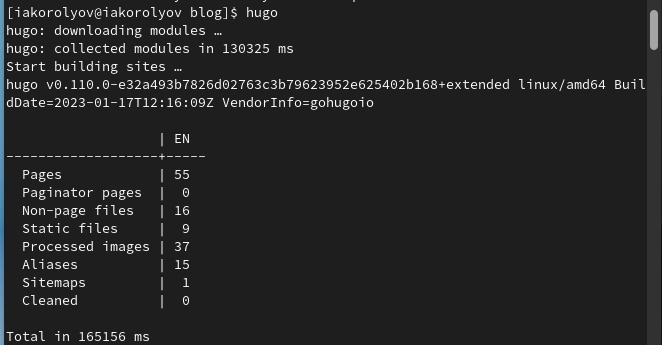 [iakorolyov@iakorolyov blog]$ hugo
hugo: downloading modules …
hugo: collected modules in 130325 ms
Start building sites …
hugo v0.110.0-e32a493b7826d02763c3b79623952e625402b168+extended linux/amd64 Buil
dDate=2023-01-17T12:16:09Z VendorInfo=gohugoio

                   | EN
-------------------+-----
  Pages            | 55
  Paginator pages  |  0
  Non-page files   | 16
  Static files     |  9
  Processed images | 37
  Aliases          | 15
  Sitemaps         |  1
  Cleaned          |  0

Total in 165156 ms